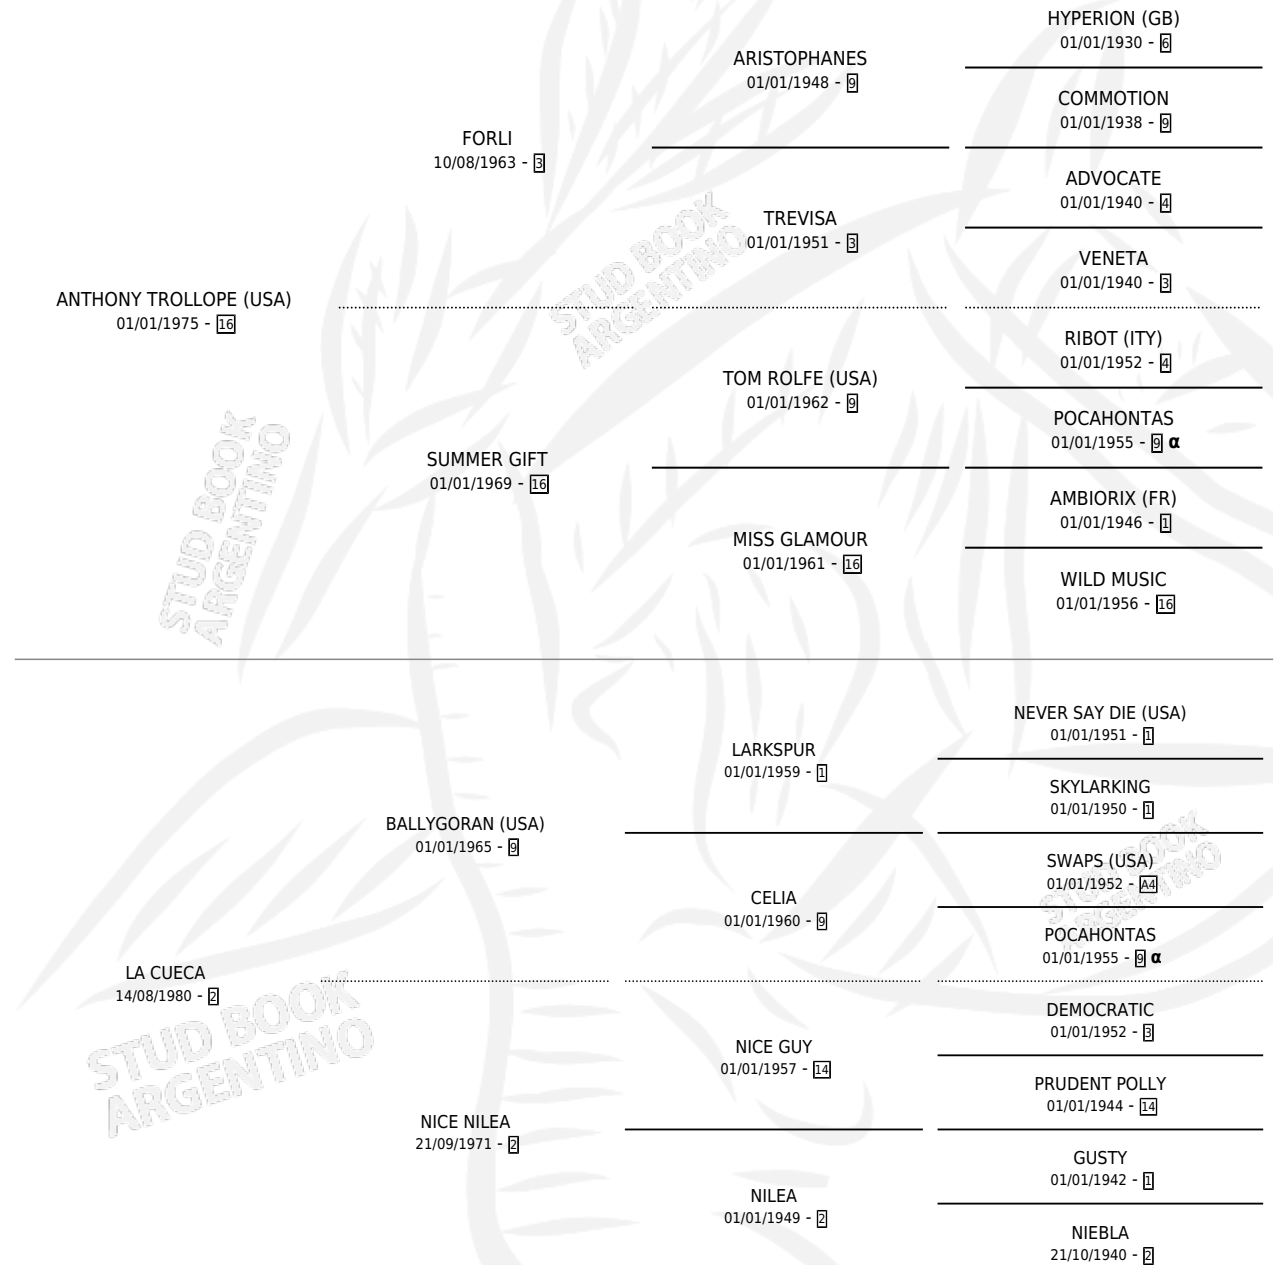 HYPERION (GB)
01/01/1930 - 6
ARISTOPHANES
01/01/1948 - 9
COMMOTION
01/01/1938 - 9
FORLI
10/08/1963 - 3
ADVOCATE
01/01/1940 - 4
TREVISA
01/01/1951 - 3
VENETA
01/01/1940 - 3
STUD BOOK
ARGENTINO
ANTHONY TROLLOPE (USA)
01/01/1975 - 16
RIBOT (ITY)
01/01/1952 - 4
TOM ROLFE (USA)
01/01/1962 - 9
POCAHONTAS
01/01/1955 - 9 α
SUMMER GIFT
01/01/1969 - 16
AMBIORIX (FR)
01/01/1946 - 1
MISS GLAMOUR
01/01/1961 - 16
WILD MUSIC
01/01/1956 - 16
STUD BOOK
ARGENTINO
NEVER SAY DIE (USA)
01/01/1951 - 1
LARKSPUR
01/01/1959 - 1
SKYLARKING
01/01/1950 - 1
BALLYGORAN (USA)
01/01/1965 - 9
SWAPS (USA)
01/01/1952 - A4
CELIA
01/01/1960 - 9
POCAHONTAS
01/01/1955 - 9 α
STUD BOOK
ARGENTINO
LA CUECA
14/08/1980 - 2
DEMOCRATIC
01/01/1952 - 3
NICE GUY
01/01/1957 - 14
PRUDENT POLLY
01/01/1944 - 14
NICE NILEA
21/09/1971 - 2
GUSTY
01/01/1942 - 1
NILEA
01/01/1949 - 2
NIEBLA
21/10/1940 - 2
STUD BOOK
ARGENTINO